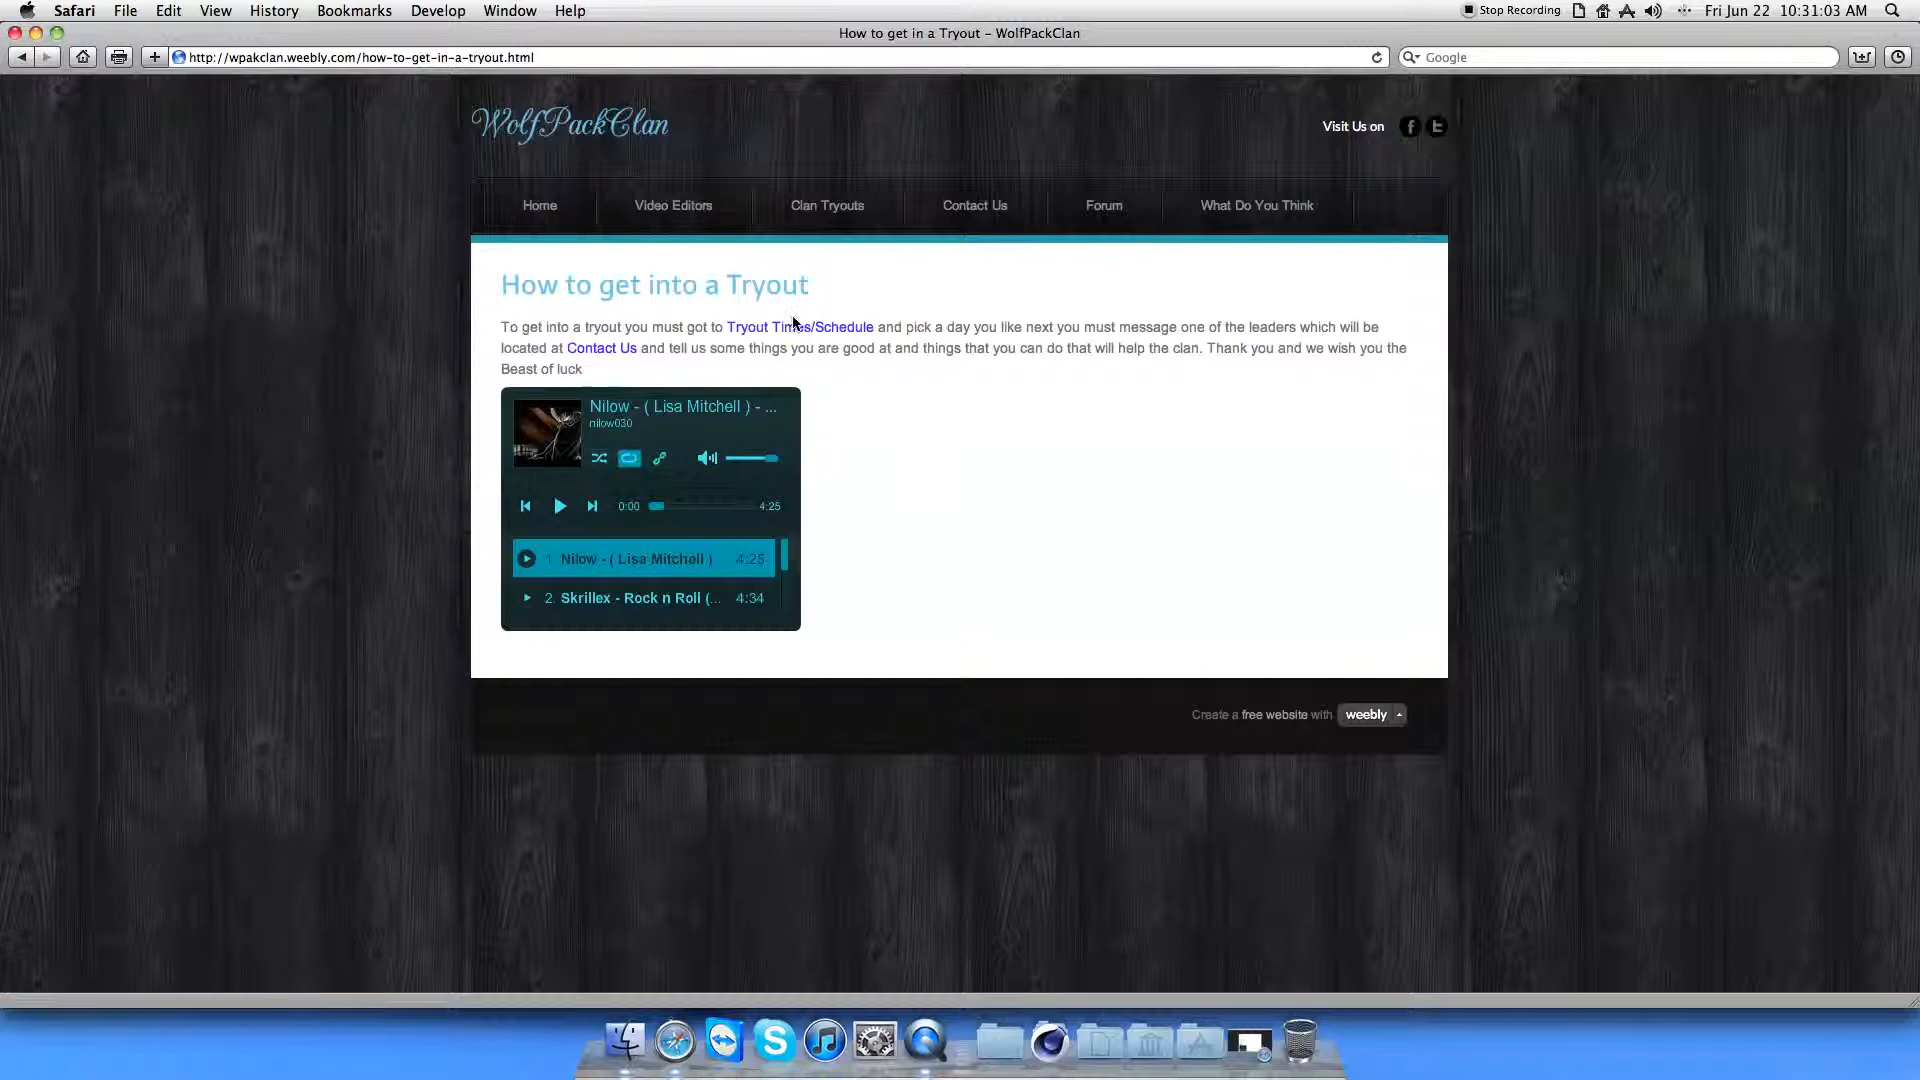 Safari File Edit View History Bookmarks Develop Window Help Stop Recording Fri Jun 22 10:31:03 AM
How to get in a Tryout – WolfPackClan
http://wpakclan.weebly.com/how-to-get-in-a-tryout.html Google
WolfPackClan
Visit Us on
Home Video Editors Clan Tryouts Contact Us Forum What Do You Think
How to get into a Tryout
To get into a tryout you must got to Tryout Times/Schedule and pick a day you like next you must message one of the leaders which will be
located at Contact Us and tell us some things you are good at and things that you can do that will help the clan. Thank you and we wish you the
Beast of luck
Nilow - ( Lisa Mitchell ) - ...
nilow030
0:00 4:25
1. Nilow - ( Lisa Mitchell ) 4:25
2. Skrillex - Rock n Roll (... 4:34
Create a free website with weebly